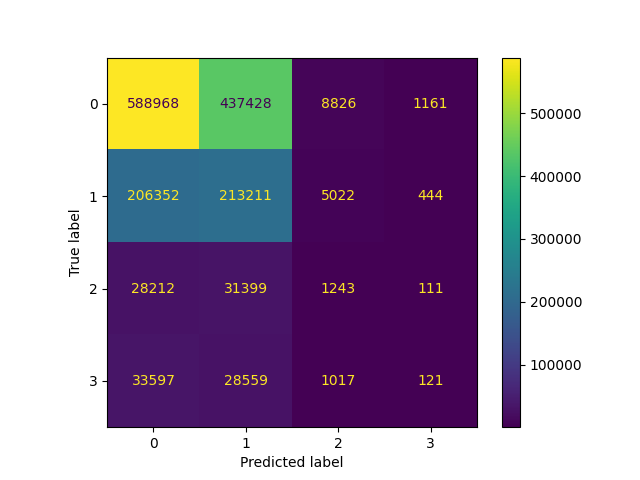 0 588968 437428 8826 1161 500000
400000
1 206352 213211 5022 444
True label
300000
2 28212 31399 1243 111
200000
3 33597 28559 1017 121
100000
0 1 2 3
Predicted label